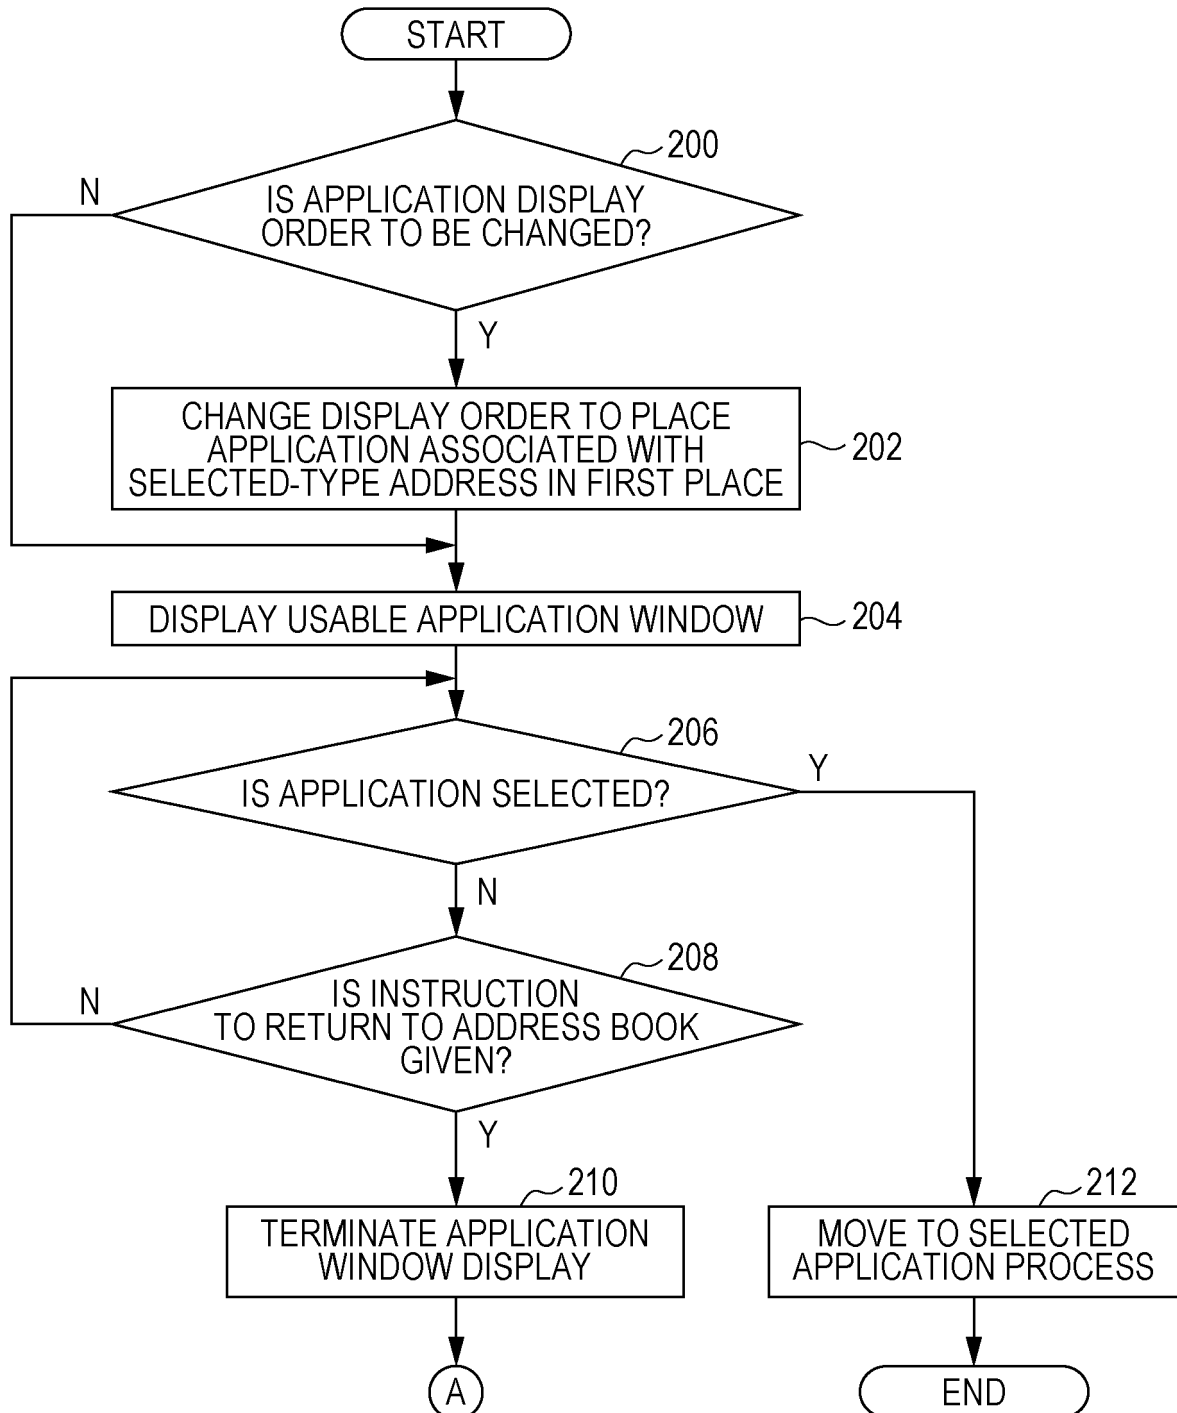 START
200
N
IS APPLICATION DISPLAY
ORDER TO BE CHANGED?
Y
CHANGE DISPLAY ORDER TO PLACE
APPLICATION ASSOCIATED WITH
SELECTED-TYPE ADDRESS IN FIRST PLACE
202
DISPLAY USABLE APPLICATION WINDOW
204
206
Y
IS APPLICATION SELECTED?
N
208
N
IS INSTRUCTION
TO RETURN TO ADDRESS BOOK
GIVEN?
Y
210
TERMINATE APPLICATION
WINDOW DISPLAY
212
MOVE TO SELECTED
APPLICATION PROCESS
A
END